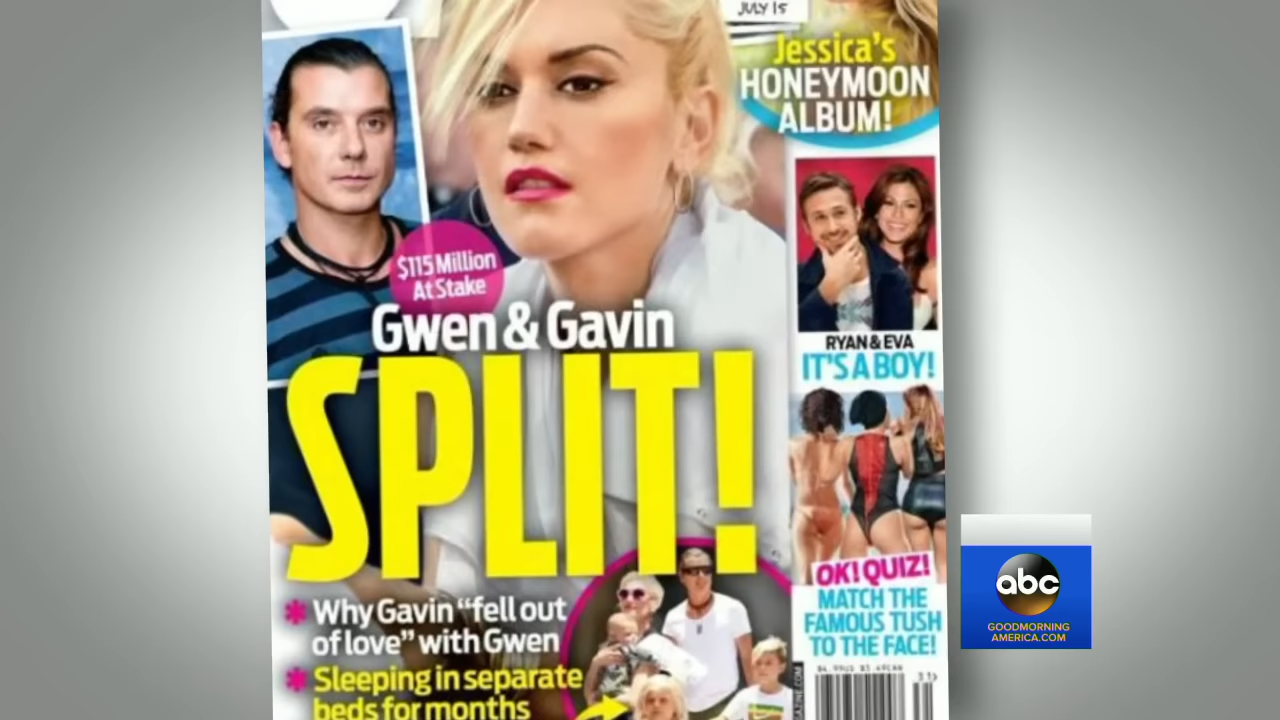 JULY 15
Jessica's
HONEYMOON
ALBUM!
$115 Million
At Stake
Gwen & Gavin
SPLIT!
RYAN & EVA
IT'S A BOY!
* Why Gavin "fell out
of love" with Gwen
* Sleeping in separate
beds for months
OK! QUIZ!
MATCH THE
FAMOUS TUSH
TO THE FACE!
abc
GOODMORNING
AMERICA.COM